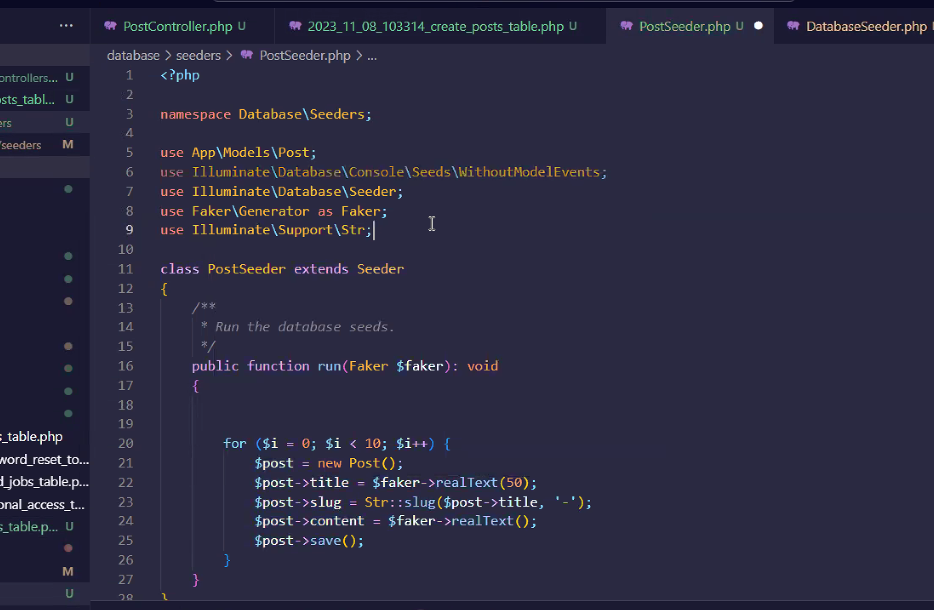 PostController.php U
2023_11_08_103314_create_posts_table.php U
PostSeeder.php U
DatabaseSeeder.php
database > seeders > PostSeeder.php > ...
ontrollers... U
sts_tabl... U
ers U
/seeders M
s_table.php
word_reset_to...
d_jobs_table.p...
onal_access_t...
s_table.p... U
M
U
1 <?php
2
3 namespace Database\Seeders;
4
5 use App\Models\Post;
6 use Illuminate\Database\Console\Seeds\WithoutModelEvents;
7 use Illuminate\Database\Seeder;
8 use Faker\Generator as Faker;
9 use Illuminate\Support\Str;
10
11 class PostSeeder extends Seeder
12 {
13 /**
14 * Run the database seeds.
15 */
16 public function run(Faker $faker): void
17 {
18
19
20 for ($i = 0; $i < 10; $i++) {
21 $post = new Post();
22 $post->title = $faker->realText(50);
23 $post->slug = Str::slug($post->title, '-');
24 $post->content = $faker->realText();
25 $post->save();
26 }
27 }
28 }